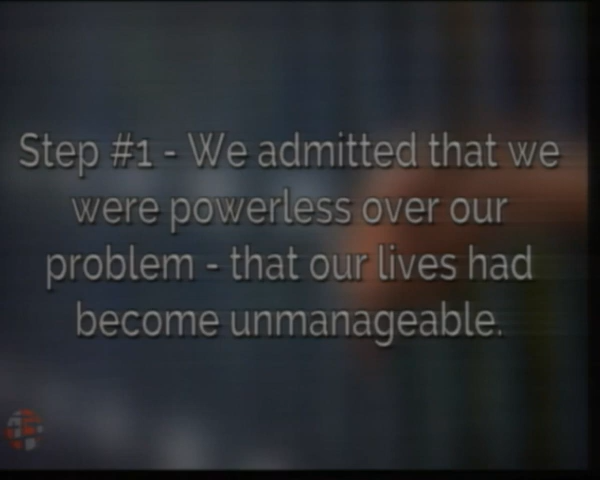 Step #1 - We admitted that we
were powerless over our
problem - that our lives had
become unmanageable.